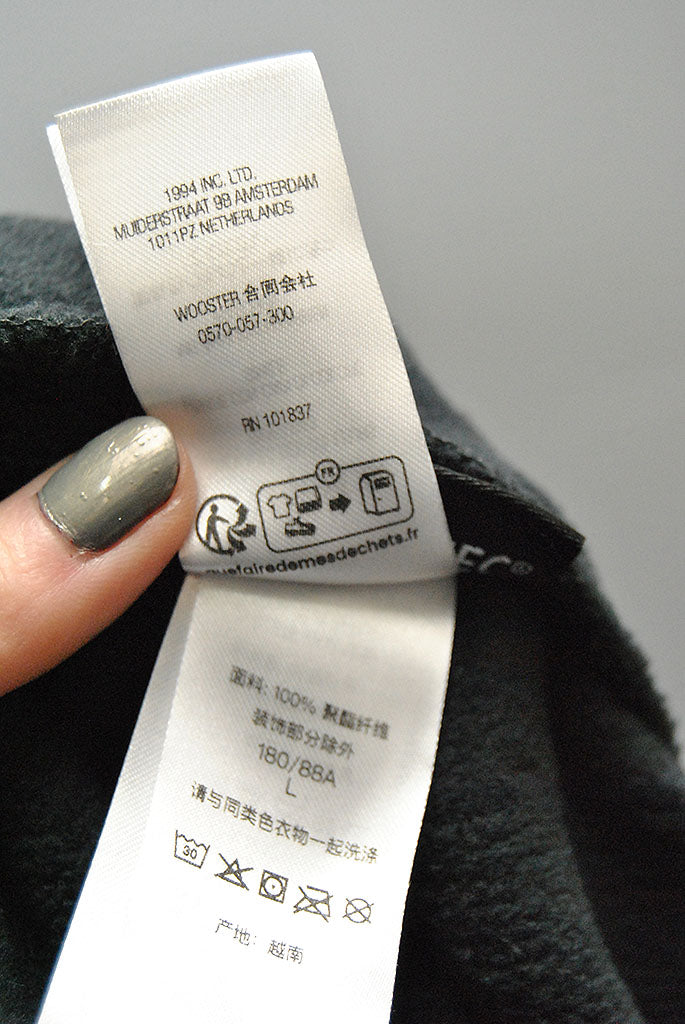 1994 INC. LTD.
MUIDERSTRAAT 9B AMSTERDAM
1011PZ NETHERLANDS
WOOSTER 合同会社
0570-057-300
RN 101837
FR
quefairedemesdechets.fr
EC®
面料: 100% 聚酯纤维
装饰部分除外
180/88A
L
请与同类色衣物一起洗涤
30
产地: 越南